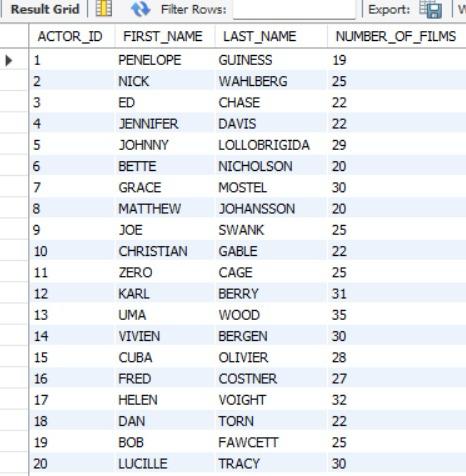 Result Grid Filter Rows: Export: W
ACTOR_ID FIRST_NAME LAST_NAME NUMBER_OF_FILMS
1 PENELOPE GUINESS 19
2 NICK WAHLBERG 25
3 ED CHASE 22
4 JENNIFER DAVIS 22
5 JOHNNY LOLLOBRIGIDA 29
6 BETTE NICHOLSON 20
7 GRACE MOSTEL 30
8 MATTHEW JOHANSSON 20
9 JOE SWANK 25
10 CHRISTIAN GABLE 22
11 ZERO CAGE 25
12 KARL BERRY 31
13 UMA WOOD 35
14 VIVIEN BERGEN 30
15 CUBA OLIVIER 28
16 FRED COSTNER 27
17 HELEN VOIGHT 32
18 DAN TORN 22
19 BOB FAWCETT 25
20 LUCILLE TRACY 30